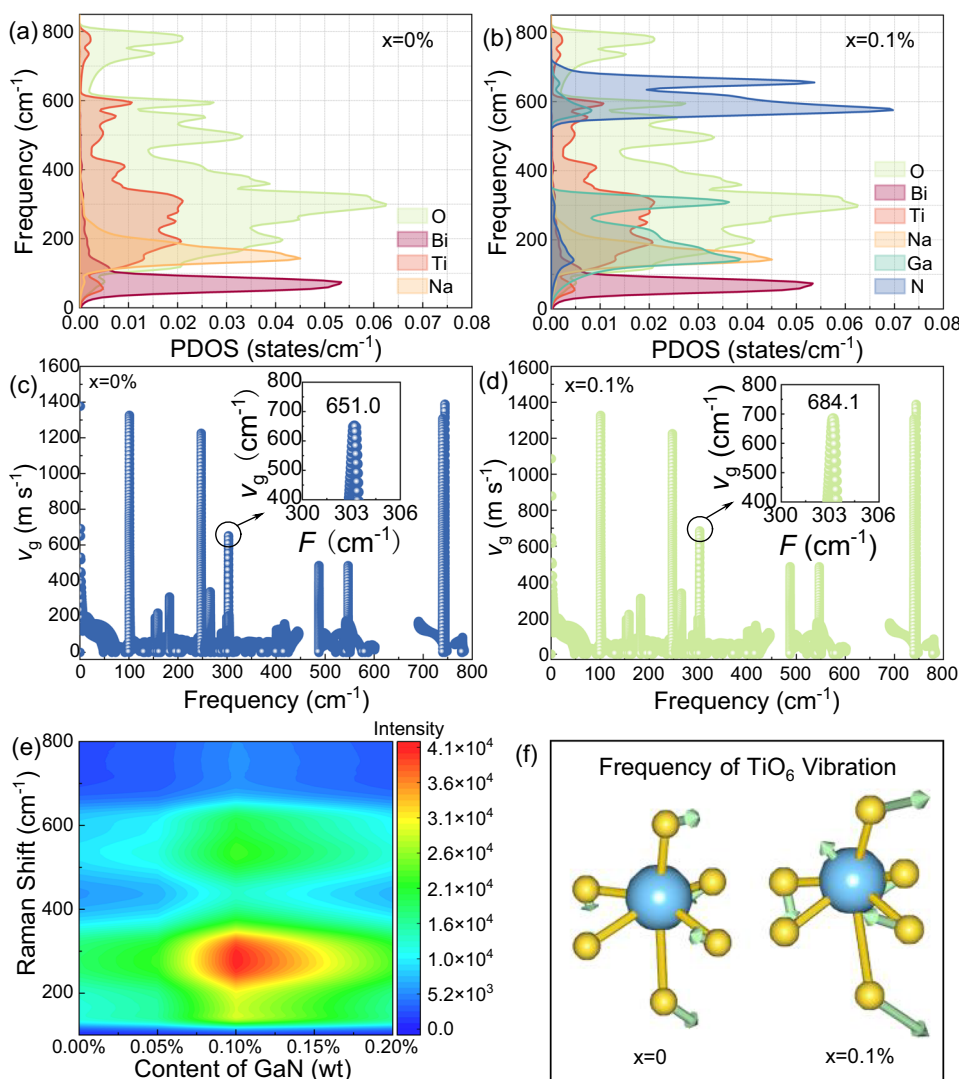 (a)
x=0%
Frequency (cm⁻¹)
800
600
400
200
0
O
Bi
Ti
Na
0.00 0.01 0.02 0.03 0.04 0.05 0.06 0.07 0.08
PDOS (states/cm⁻¹)
(b)
x=0.1%
Frequency (cm⁻¹)
800
600
400
200
0
O
Bi
Ti
Na
Ga
N
0.00 0.01 0.02 0.03 0.04 0.05 0.06 0.07 0.08
PDOS (states/cm⁻¹)
(c)
x=0%
v_g (m s⁻¹)
1600
1400
1200
1000
800
600
400
200
0
0 100 200 300 400 500 600 700 800
Frequency (cm⁻¹)
651.0
v_g (cm⁻¹)
800
700
600
500
400
300 303 306
F (cm⁻¹)
(d)
x=0.1%
v_g (m s⁻¹)
1600
1400
1200
1000
800
600
400
200
0
0 100 200 300 400 500 600 700 800
Frequency (cm⁻¹)
684.1
v_g (cm⁻¹)
800
700
600
500
400
300 303 306
F (cm⁻¹)
(e)
Raman Shift (cm⁻¹)
800
600
400
200
0.00% 0.05% 0.10% 0.15% 0.20%
Content of GaN (wt)
Intensity
4.1×10⁴
3.6×10⁴
3.1×10⁴
2.6×10⁴
2.1×10⁴
1.5×10⁴
1.0×10⁴
5.2×10³
0.0
(f)
Frequency of TiO₆ Vibration
x=0
x=0.1%